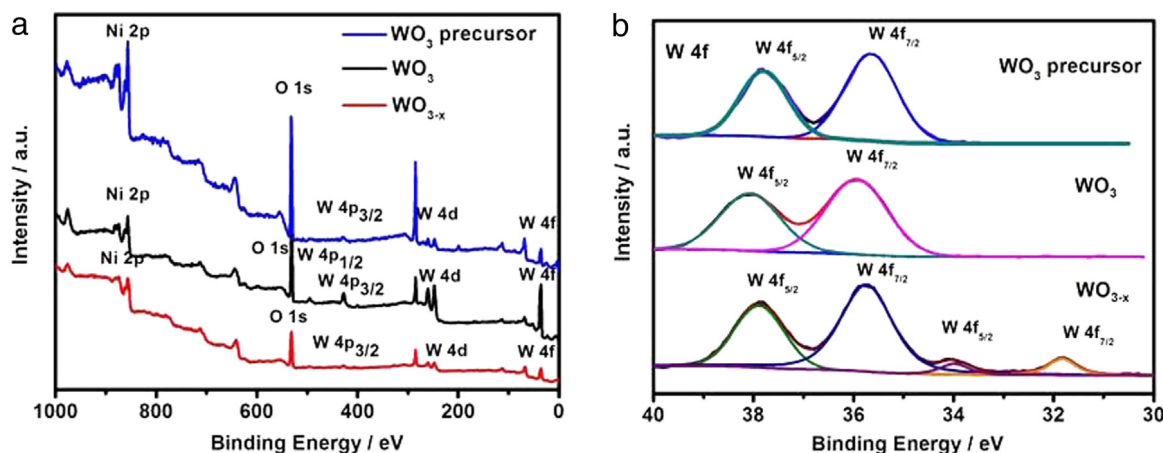 a
Ni 2p
WO₃ precursor
WO₃
WO₃₋ₓ
O 1s
Ni 2p
W 4p₃/₂
W 4d
W 4f
O 1s
W 4p₁/₂
Ni 2p
W 4p₃/₂
W 4d
W 4f
O 1s
W 4p₃/₂
W 4d
W 4f
Intensity / a.u.
1000 800 600 400 200 0
Binding Energy / eV
b
W 4f
W 4f₅/₂
W 4f₇/₂
WO₃ precursor
W 4f₅/₂
W 4f₇/₂
WO₃
W 4f₅/₂
W 4f₇/₂
WO₃₋ₓ
W 4f₅/₂
W 4f₇/₂
Intensity / a.u.
40 38 36 34 32 30
Binding Energy / eV